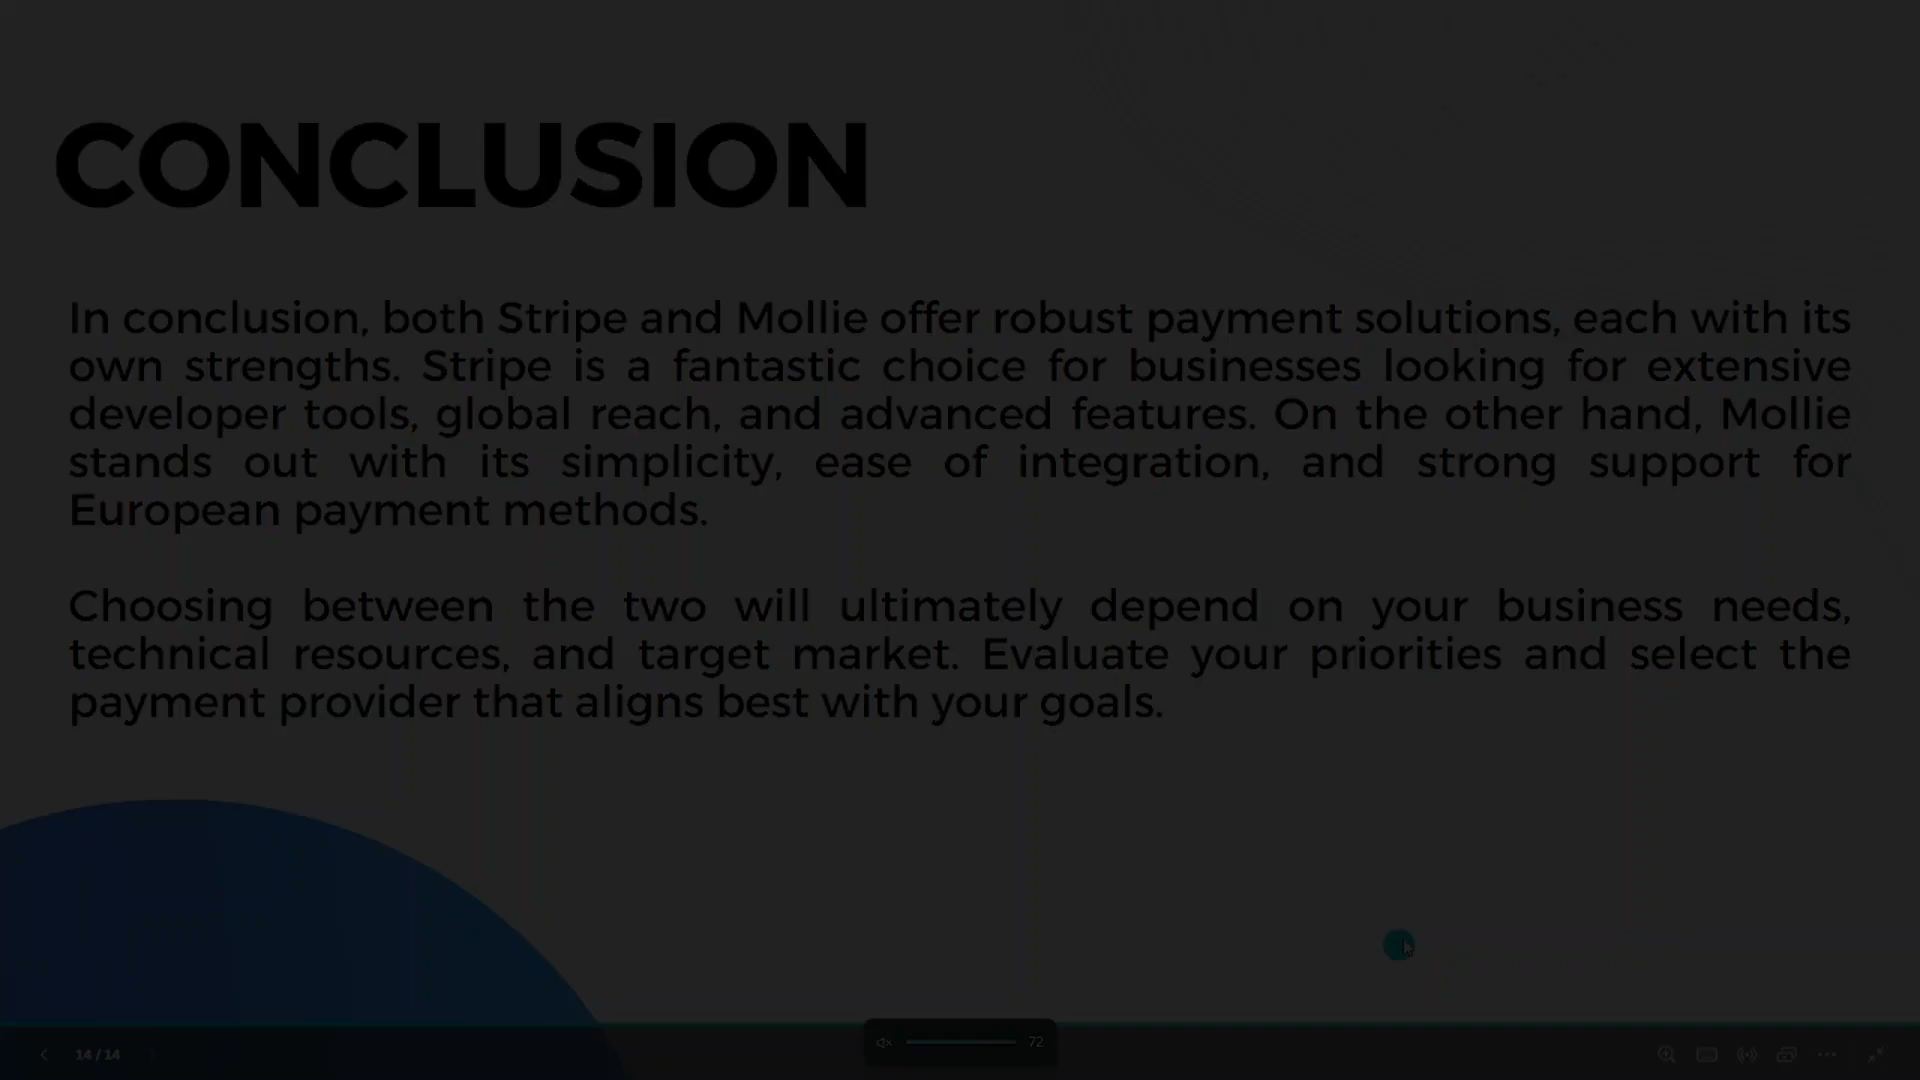 CONCLUSION
In conclusion, both Stripe and Mollie offer robust payment solutions, each with its
own strengths. Stripe is a fantastic choice for businesses looking for extensive
developer tools, global reach, and advanced features. On the other hand, Mollie
stands out with its simplicity, ease of integration, and strong support for
European payment methods.
Choosing between the two will ultimately depend on your business needs,
technical resources, and target market. Evaluate your priorities and select the
payment provider that aligns best with your goals.
14 / 14
72